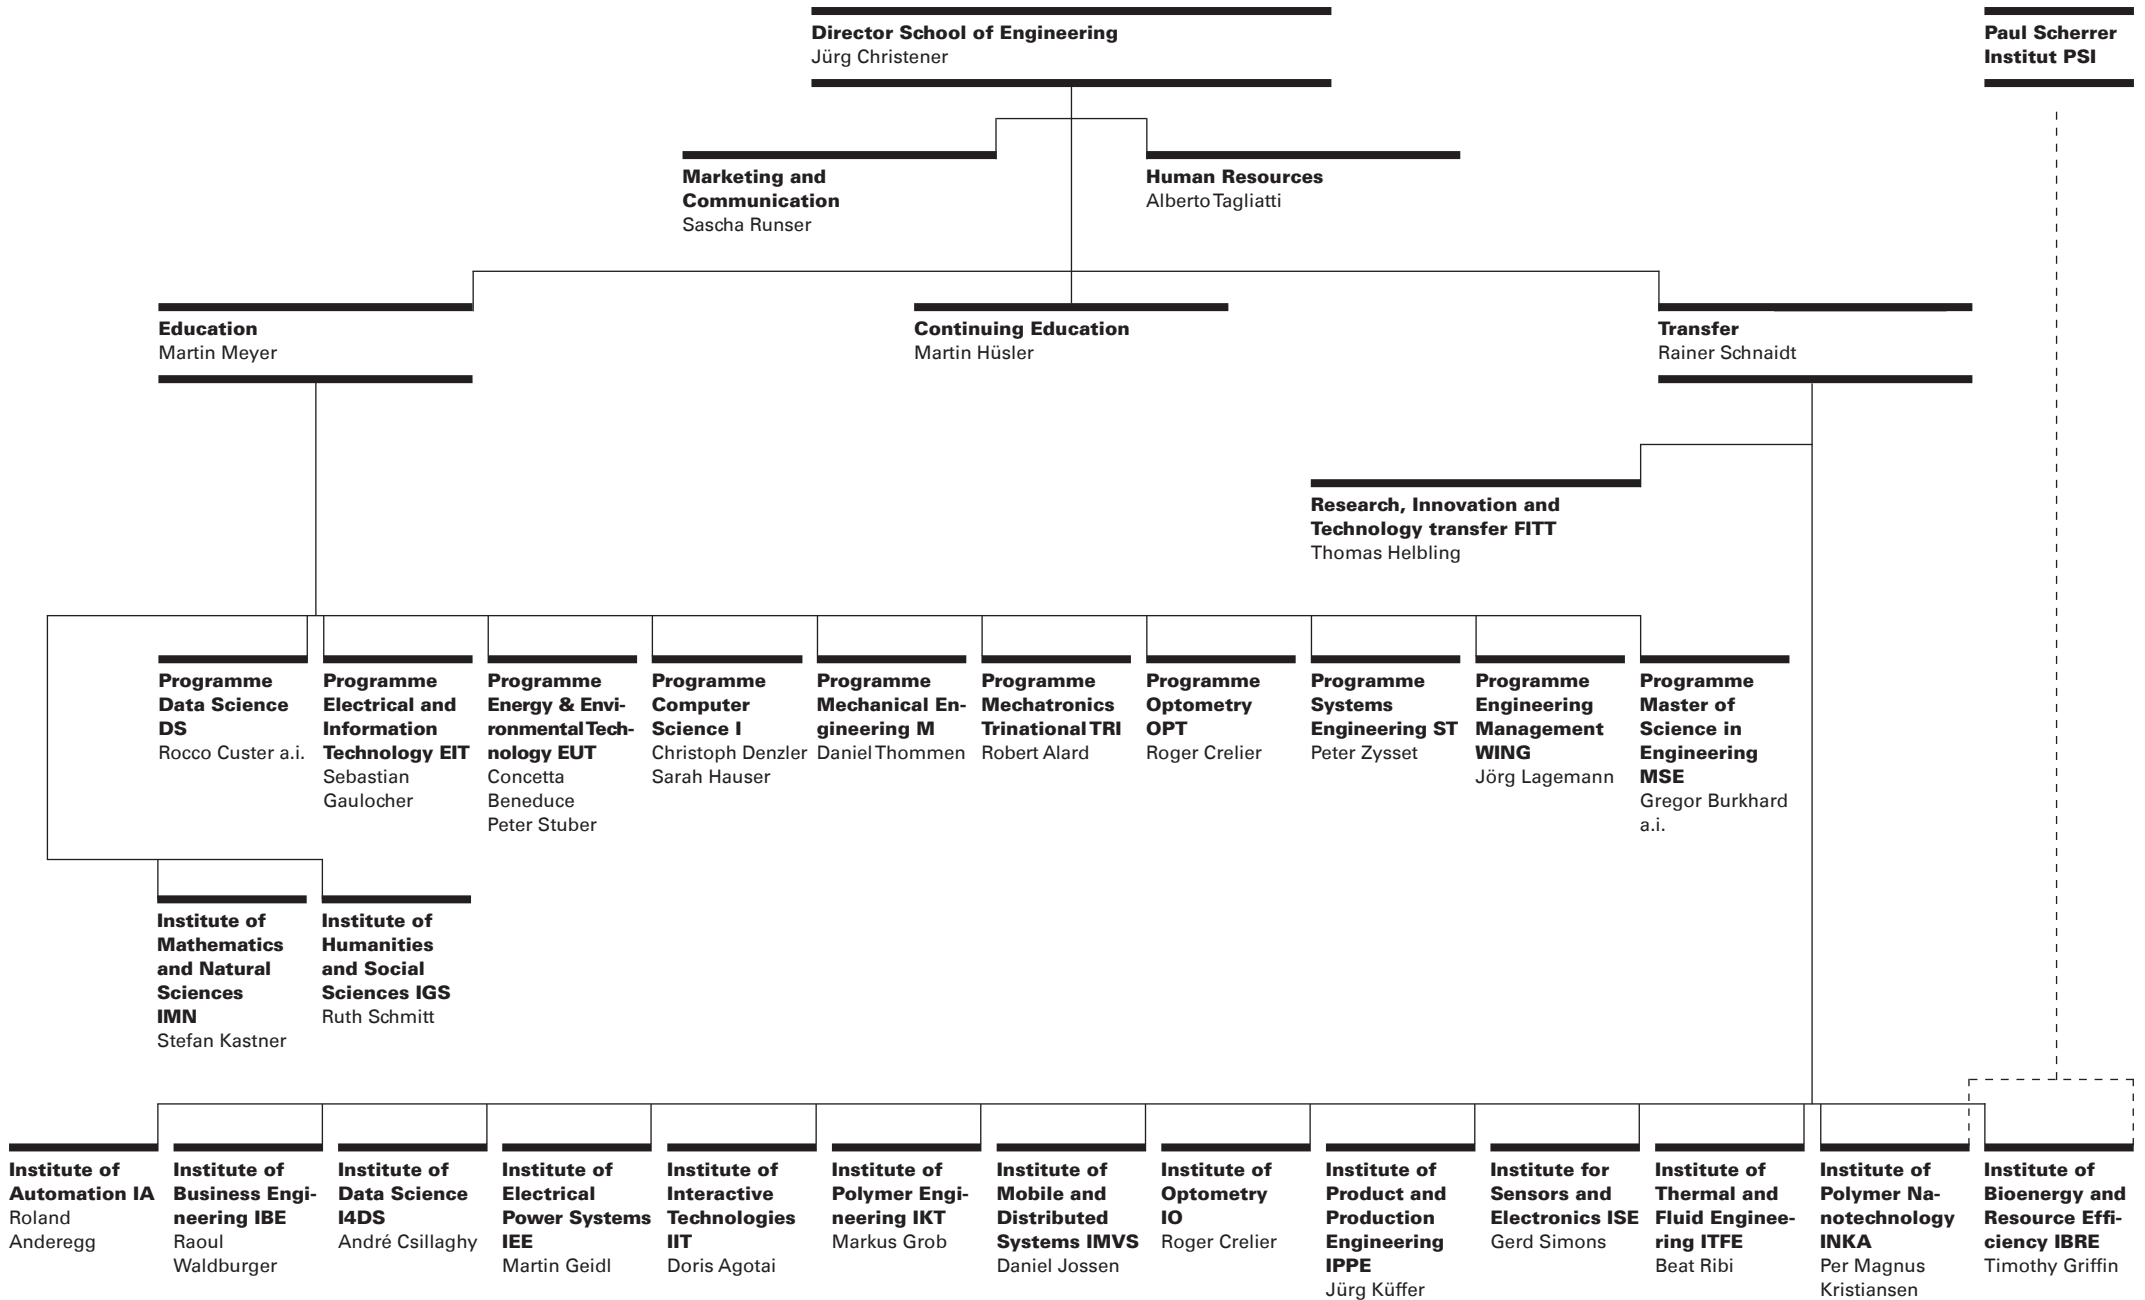 Director School of Engineering
Jürg Christener
Paul Scherrer
Institut PSI
Marketing and
Communication
Sascha Runser
Human Resources
Alberto Tagliatti
Education
Martin Meyer
Continuing Education
Martin Hüsler
Transfer
Rainer Schnaidt
Research, Innovation and
Technology transfer FITT
Thomas Helbling
Programme
Data Science
DS
Rocco Custer a.i.
Programme
Electrical and
Information
Technology EIT
Sebastian
Gaulocher
Programme
Energy & Envi-
ronmental Tech-
nology EUT
Concetta
Beneduce
Peter Stuber
Programme
Computer
Science I
Christoph Denzler
Sarah Hauser
Programme
Mechanical En-
gineering M
Daniel Thommen
Programme
Mechatronics
Trinational TRI
Robert Alard
Programme
Optometry
OPT
Roger Crelier
Programme
Systems
Engineering ST
Peter Zysset
Programme
Engineering
Management
WING
Jörg Lagemann
Programme
Master of
Science in
Engineering
MSE
Gregor Burkhard
a.i.
Institute of
Mathematics
and Natural
Sciences
IMN
Stefan Kastner
Institute of
Humanities
and Social
Sciences IGS
Ruth Schmitt
Institute of
Automation IA
Roland
Anderegg
Institute of
Business Engi-
neering IBE
Raoul
Waldburger
Institute of
Data Science
I4DS
André Csillaghy
Institute of
Electrical
Power Systems
IEE
Martin Geidl
Institute of
Interactive
Technologies
IIT
Doris Agotai
Institute of
Polymer Engi-
neering IKT
Markus Grob
Institute of
Mobile and
Distributed
Systems IMVS
Daniel Jossen
Institute of
Optometry
IO
Roger Crelier
Institute of
Product and
Production
Engineering
IPPE
Jürg Küffer
Institute for
Sensors and
Electronics ISE
Gerd Simons
Institute of
Thermal and
Fluid Enginee-
ring ITFE
Beat Ribi
Institute of
Polymer Na-
notechnology
INKA
Per Magnus
Kristiansen
Institute of
Bioenergy and
Resource Effi-
ciency IBRE
Timothy Griffin